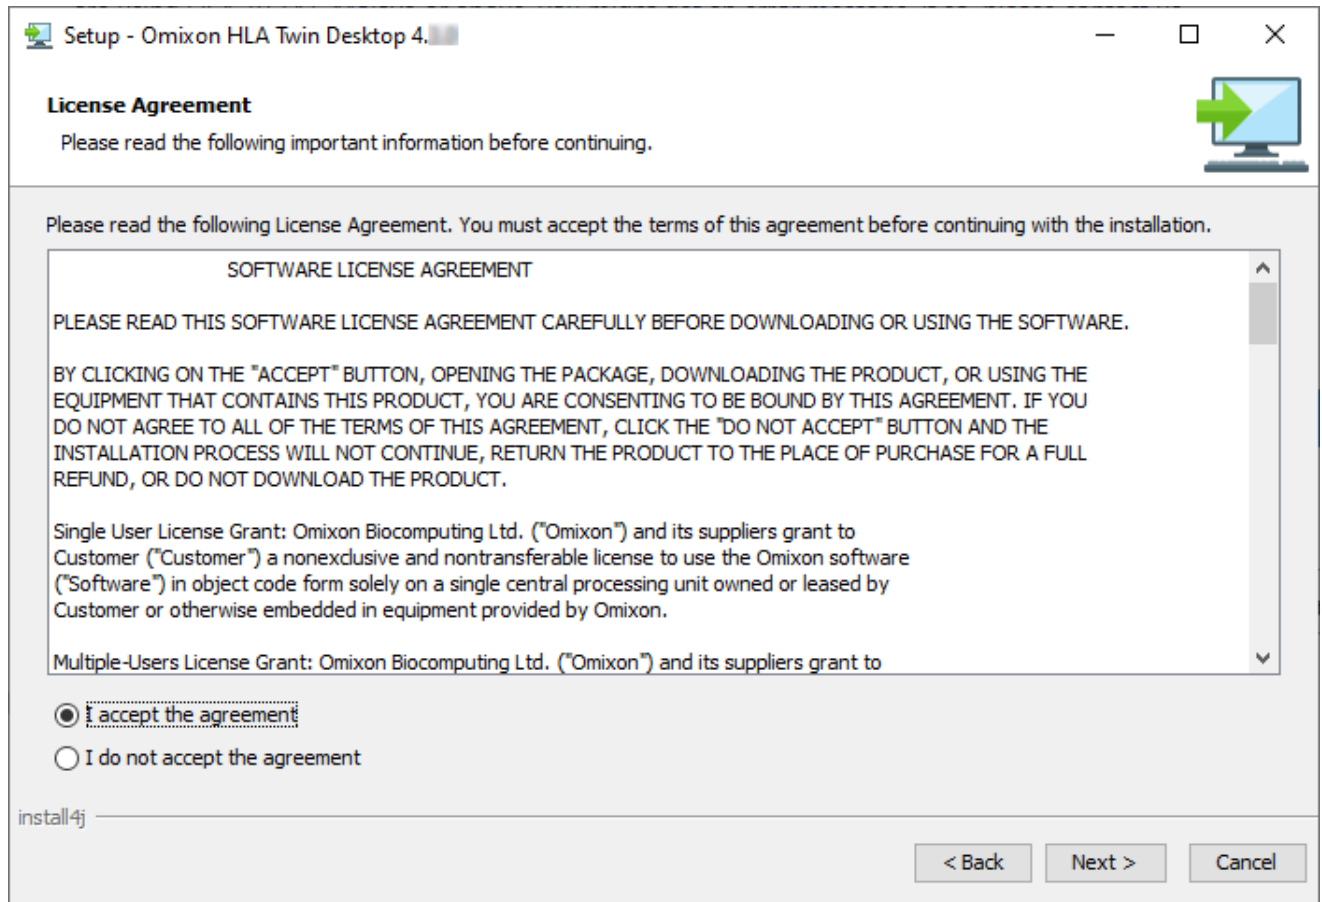 Setup - Omixon HLA Twin Desktop 4.
License Agreement
Please read the following important information before continuing.
Please read the following License Agreement. You must accept the terms of this agreement before continuing with the installation.
SOFTWARE LICENSE AGREEMENT
PLEASE READ THIS SOFTWARE LICENSE AGREEMENT CAREFULLY BEFORE DOWNLOADING OR USING THE SOFTWARE.
BY CLICKING ON THE "ACCEPT" BUTTON, OPENING THE PACKAGE, DOWNLOADING THE PRODUCT, OR USING THE
EQUIPMENT THAT CONTAINS THIS PRODUCT, YOU ARE CONSENTING TO BE BOUND BY THIS AGREEMENT. IF YOU
DO NOT AGREE TO ALL OF THE TERMS OF THIS AGREEMENT, CLICK THE "DO NOT ACCEPT" BUTTON AND THE
INSTALLATION PROCESS WILL NOT CONTINUE, RETURN THE PRODUCT TO THE PLACE OF PURCHASE FOR A FULL
REFUND, OR DO NOT DOWNLOAD THE PRODUCT.
Single User License Grant: Omixon Biocomputing Ltd. ("Omixon") and its suppliers grant to
Customer ("Customer") a nonexclusive and nontransferable license to use the Omixon software
("Software") in object code form solely on a single central processing unit owned or leased by
Customer or otherwise embedded in equipment provided by Omixon.
Multiple-Users License Grant: Omixon Biocomputing Ltd. ("Omixon") and its suppliers grant to
I accept the agreement
I do not accept the agreement
install4j
< Back
Next >
Cancel